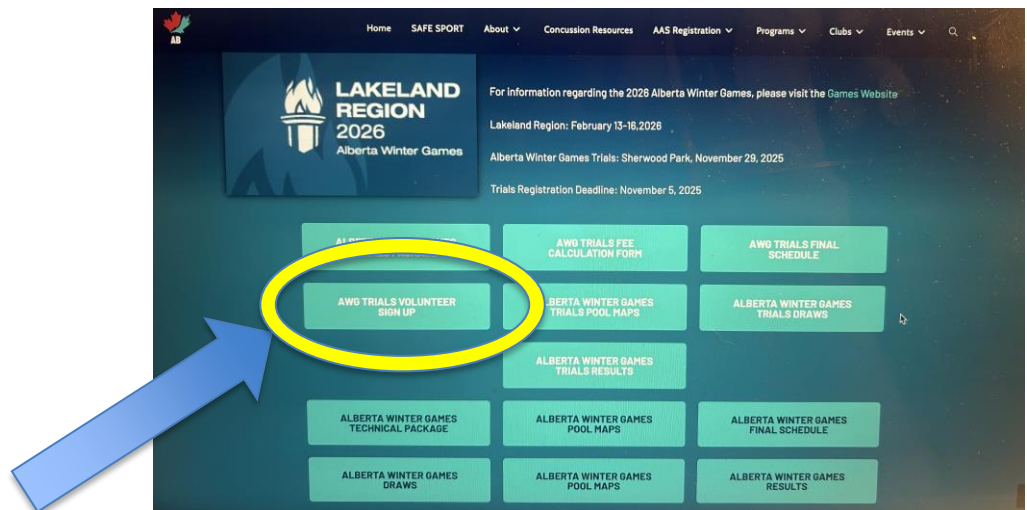 AB
Home SAFE SPORT About Concussion Resources AAS Registration Programs Clubs Events
LAKELAND
REGION
2026
Alberta Winter Games
For information regarding the 2026 Alberta Winter Games, please visit the Games Website
Lakeland Region: February 13-16,2026
Alberta Winter Games Trials: Sherwood Park, November 29, 2025
Trials Registration Deadline: November 5, 2025
AWG TRIALS FEE
CALCULATION FORM
AWG TRIALS FINAL
SCHEDULE
AWG TRIALS VOLUNTEER
SIGN UP
LBERTA WINTER GAMES
TRIALS POOL MAPS
ALBERTA WINTER GAMES
TRIALS DRAWS
ALBERTA WINTER GAMES
TRIALS RESULTS
ALBERTA WINTER GAMES
TECHNICAL PACKAGE
ALBERTA WINTER GAMES
POOL MAPS
ALBERTA WINTER GAMES
FINAL SCHEDULE
ALBERTA WINTER GAMES
DRAWS
ALBERTA WINTER GAMES
POOL MAPS
ALBERTA WINTER GAMES
RESULTS